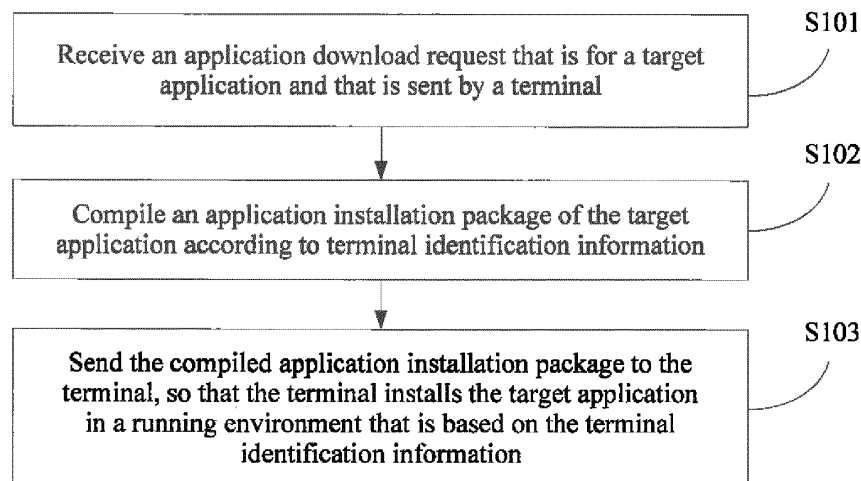 S101
Receive an application download request that is for a target
application and that is sent by a terminal
S102
Compile an application installation package of the target
application according to terminal identification information
S103
Send the compiled application installation package to the
terminal, so that the terminal installs the target application
in a running environment that is based on the terminal
identification information